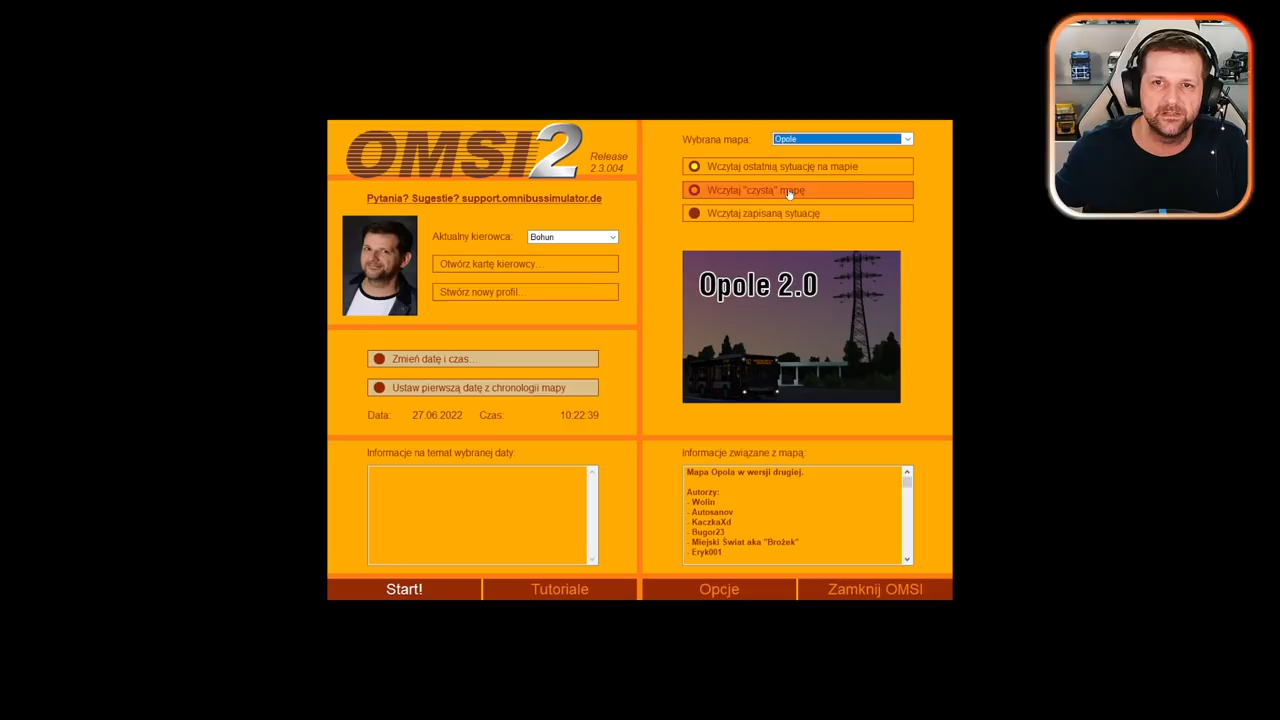 OMSI 2
Release
2.3.004
Pytania? Sugestie? support.omnibussimulator.de
Aktualny kierowca:
Bohun
Otwórz kartę kierowcy...
Stwórz nowy profil...
Zmień datę i czas...
Ustaw pierwszą datę z chronologii mapy
Data: 27.06.2022 Czas: 10:22:39
Informacje na temat wybranej daty:
Wybrana mapa:
Opole
Wczytaj ostatnią sytuację na mapie
Wczytaj "czystą" mapę
Wczytaj zapisaną sytuację
Opole 2.0
Informacje związane z mapą:
Mapa Opola w wersji drugiej.
Autorzy:
- Wolin
- Autosanov
- KaczkaXd
- Bugor23
- Miejski Świat aka "Brożek"
- Eryk001
Start!
Tutoriale
Opcje
Zamknij OMSI